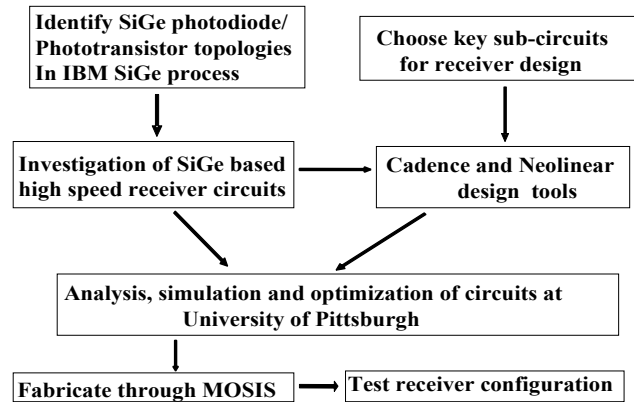 Identify SiGe photodiode/
Phototransistor topologies
In IBM SiGe process
Choose key sub-circuits
for receiver design
Investigation of SiGe based
high speed receiver circuits
Cadence and Neolinear
design tools
Analysis, simulation and optimization of circuits at
University of Pittsburgh
Fabricate through MOSIS
Test receiver configuration